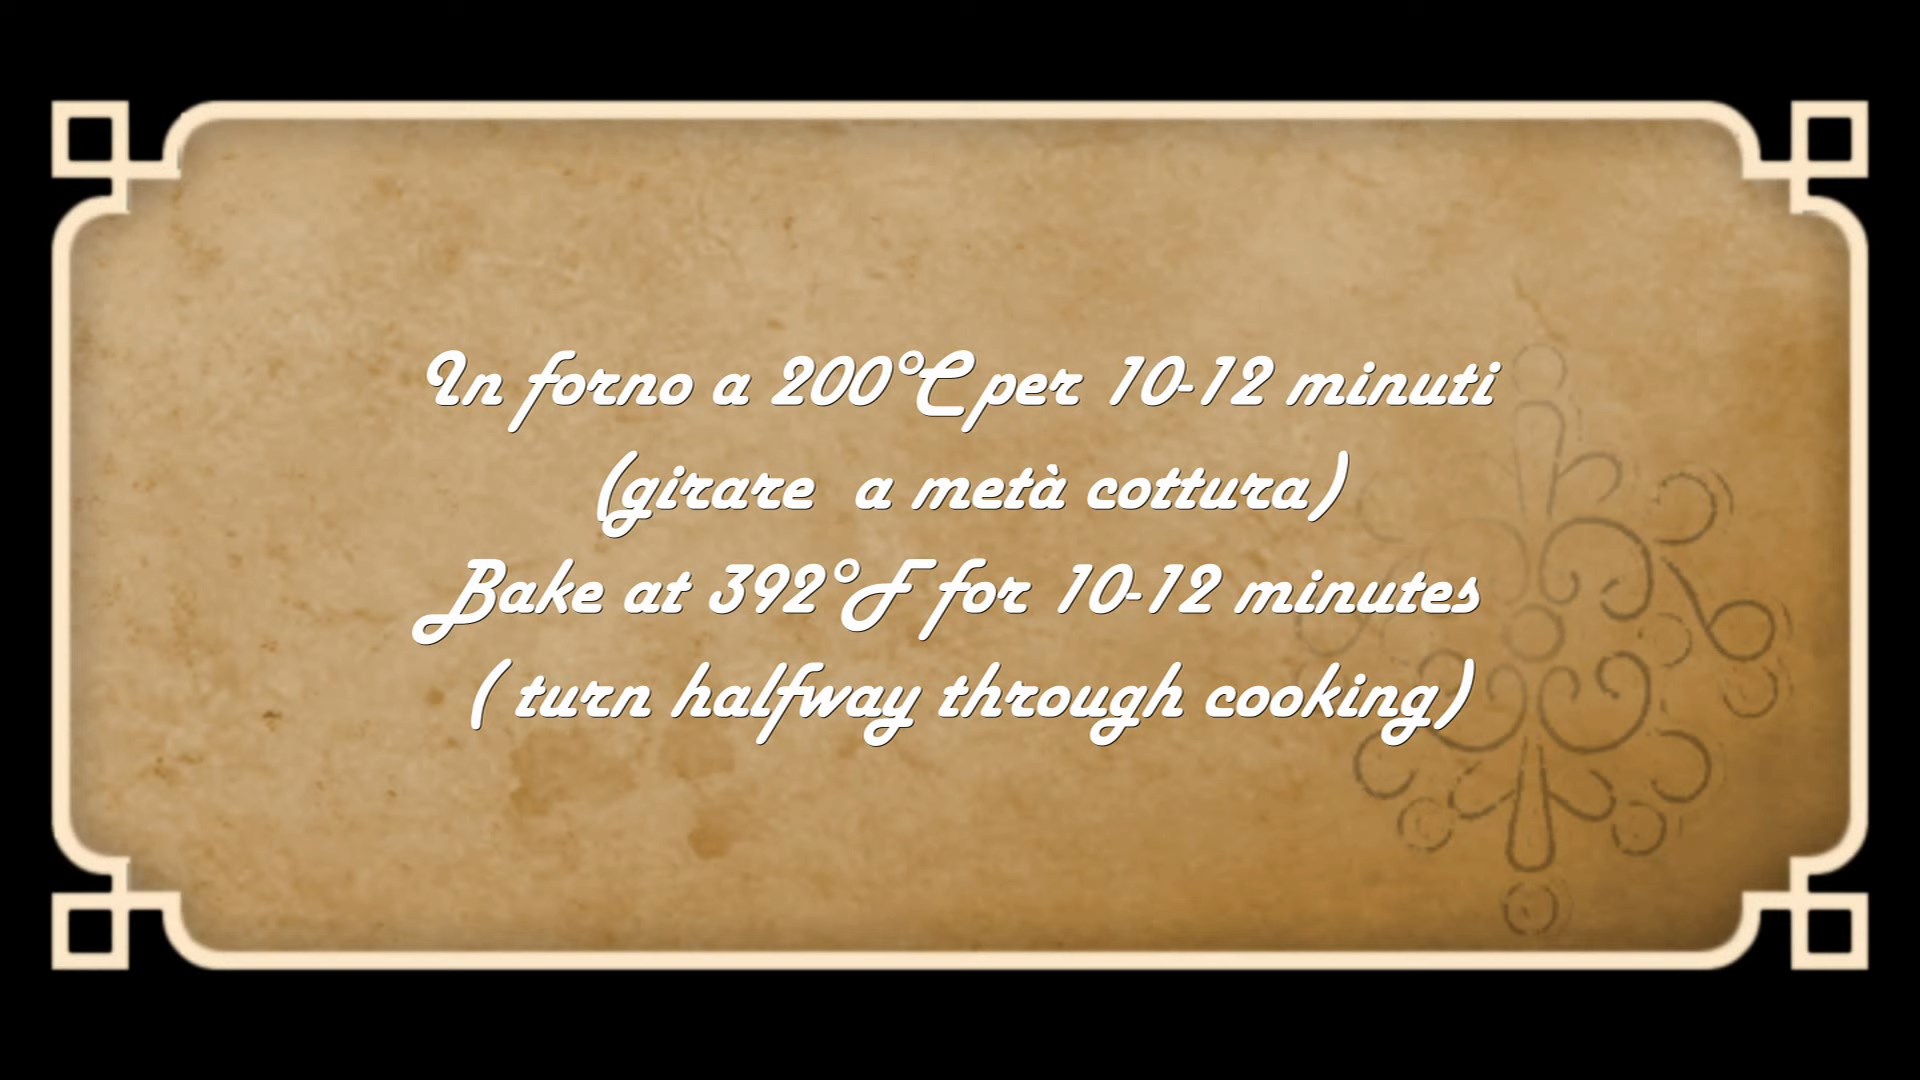 In forno a 200°C per 10-12 minuti
(girare  a metà cottura)
Bake at 392°F for 10-12 minutes
( turn halfway through cooking)